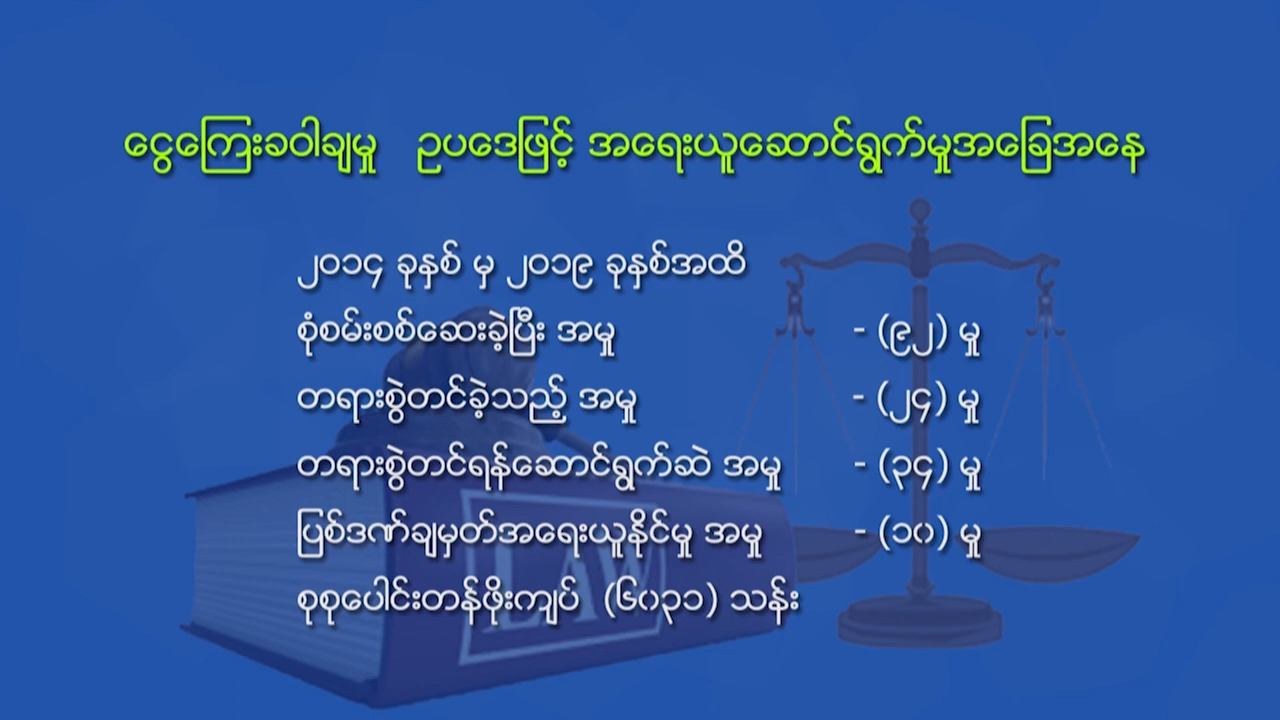 ငွေကြေးခဝါချမှု ဥပဒေဖြင့် အရေးယူဆောင်ရွက်မှုအခြေအနေ
၂၀၁၄ ခုနှစ် မှ ၂၀၁၉ ခုနှစ်အထိ
စုံစမ်းစစ်ဆေးခဲ့ပြီး အမှု - (၉၂) မှု
တရားစွဲတင်ခဲ့သည့် အမှု - (၂၄) မှု
တရားစွဲတင်ရန်ဆောင်ရွက်ဆဲ အမှု - (၃၄) မှု
ပြစ်ဒဏ်ချမှတ်အရေးယူနိုင်မှု အမှု - (၁၀) မှု
စုစုပေါင်းတန်ဖိုးကျပ် (၆၀၃၁) သန်း
LAW